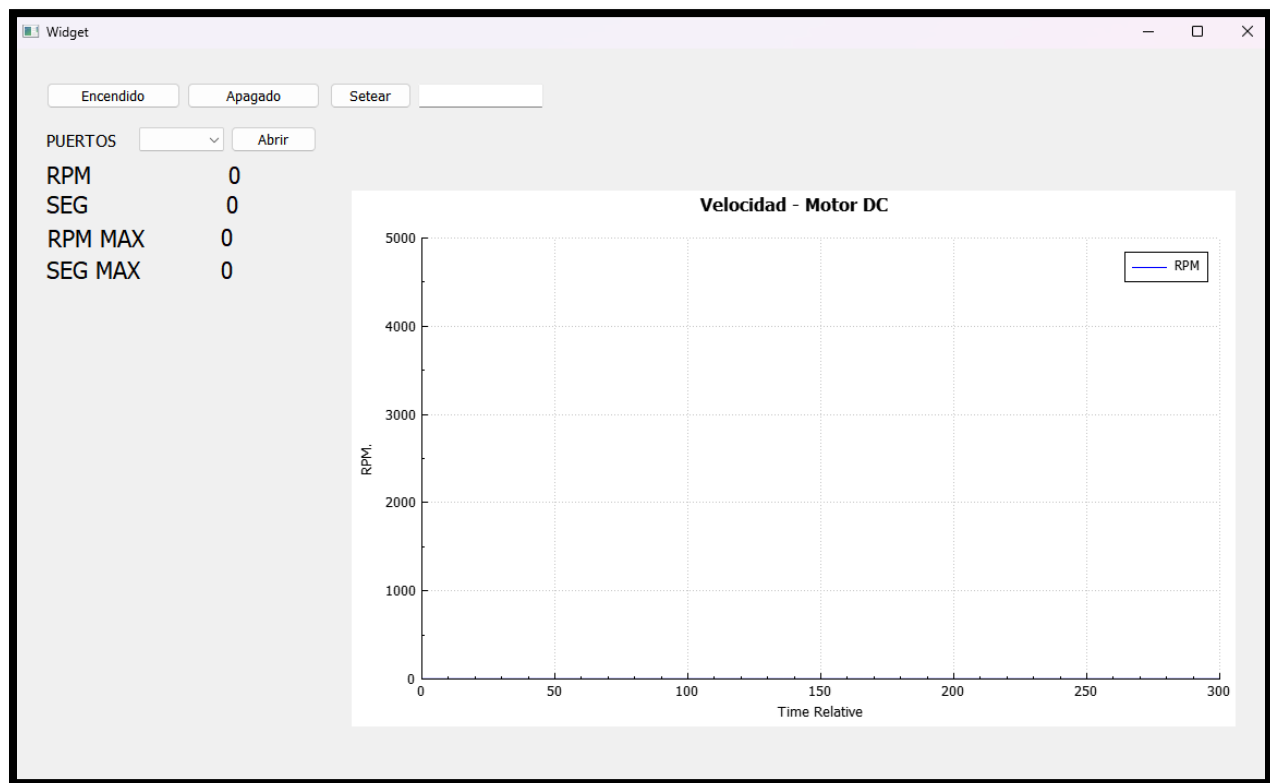 Widget
Encendido Apagado Setear
PUERTOS Abrir
RPM 0
SEG 0
RPM MAX 0
SEG MAX 0
Velocidad - Motor DC
5000
RPM
4000
3000
RPM.
2000
1000
0
0 50 100 150 200 250 300
Time Relative